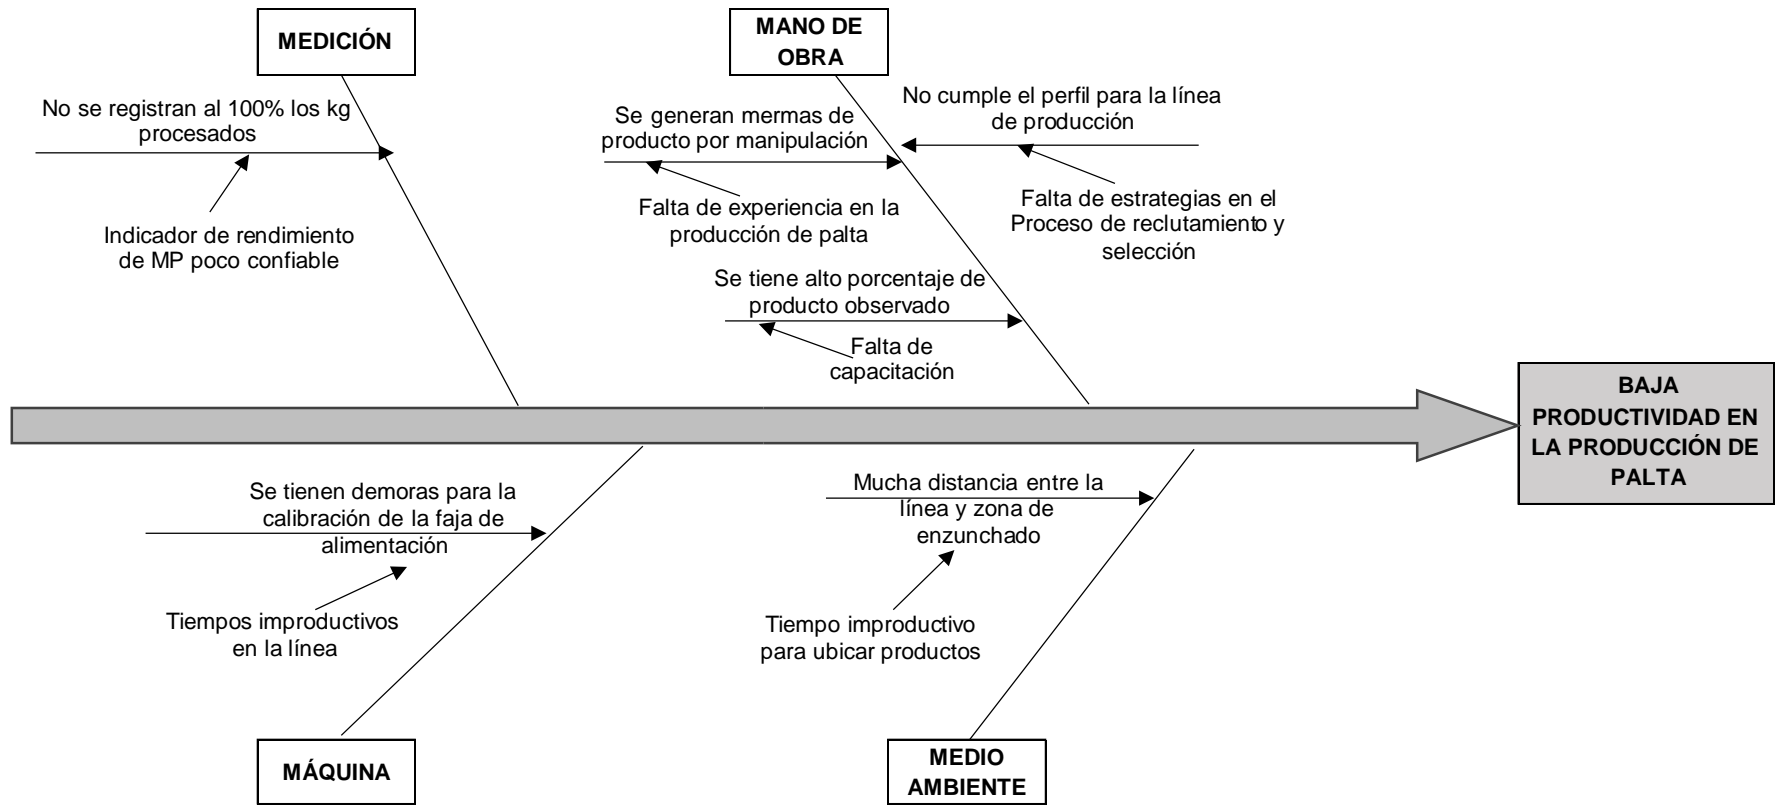 MEDICIÓN
MANO DE
OBRA
No se registran al 100% los kg
procesados
Indicador de rendimiento
de MP poco confiable
Se generan mermas de
producto por manipulación
Falta de experiencia en la
producción de palta
No cumple el perfil para la línea
de producción
Falta de estrategias en el
Proceso de reclutamiento y
selección
Se tiene alto porcentaje de
producto observado
Falta de
capacitación
BAJA
PRODUCTIVIDAD EN
LA PRODUCCIÓN DE
PALTA
Se tienen demoras para la
calibración de la faja de
alimentación
Tiempos improductivos
en la línea
Mucha distancia entre la
línea y zona de
enzunchado
Tiempo improductivo
para ubicar productos
MÁQUINA
MEDIO
AMBIENTE